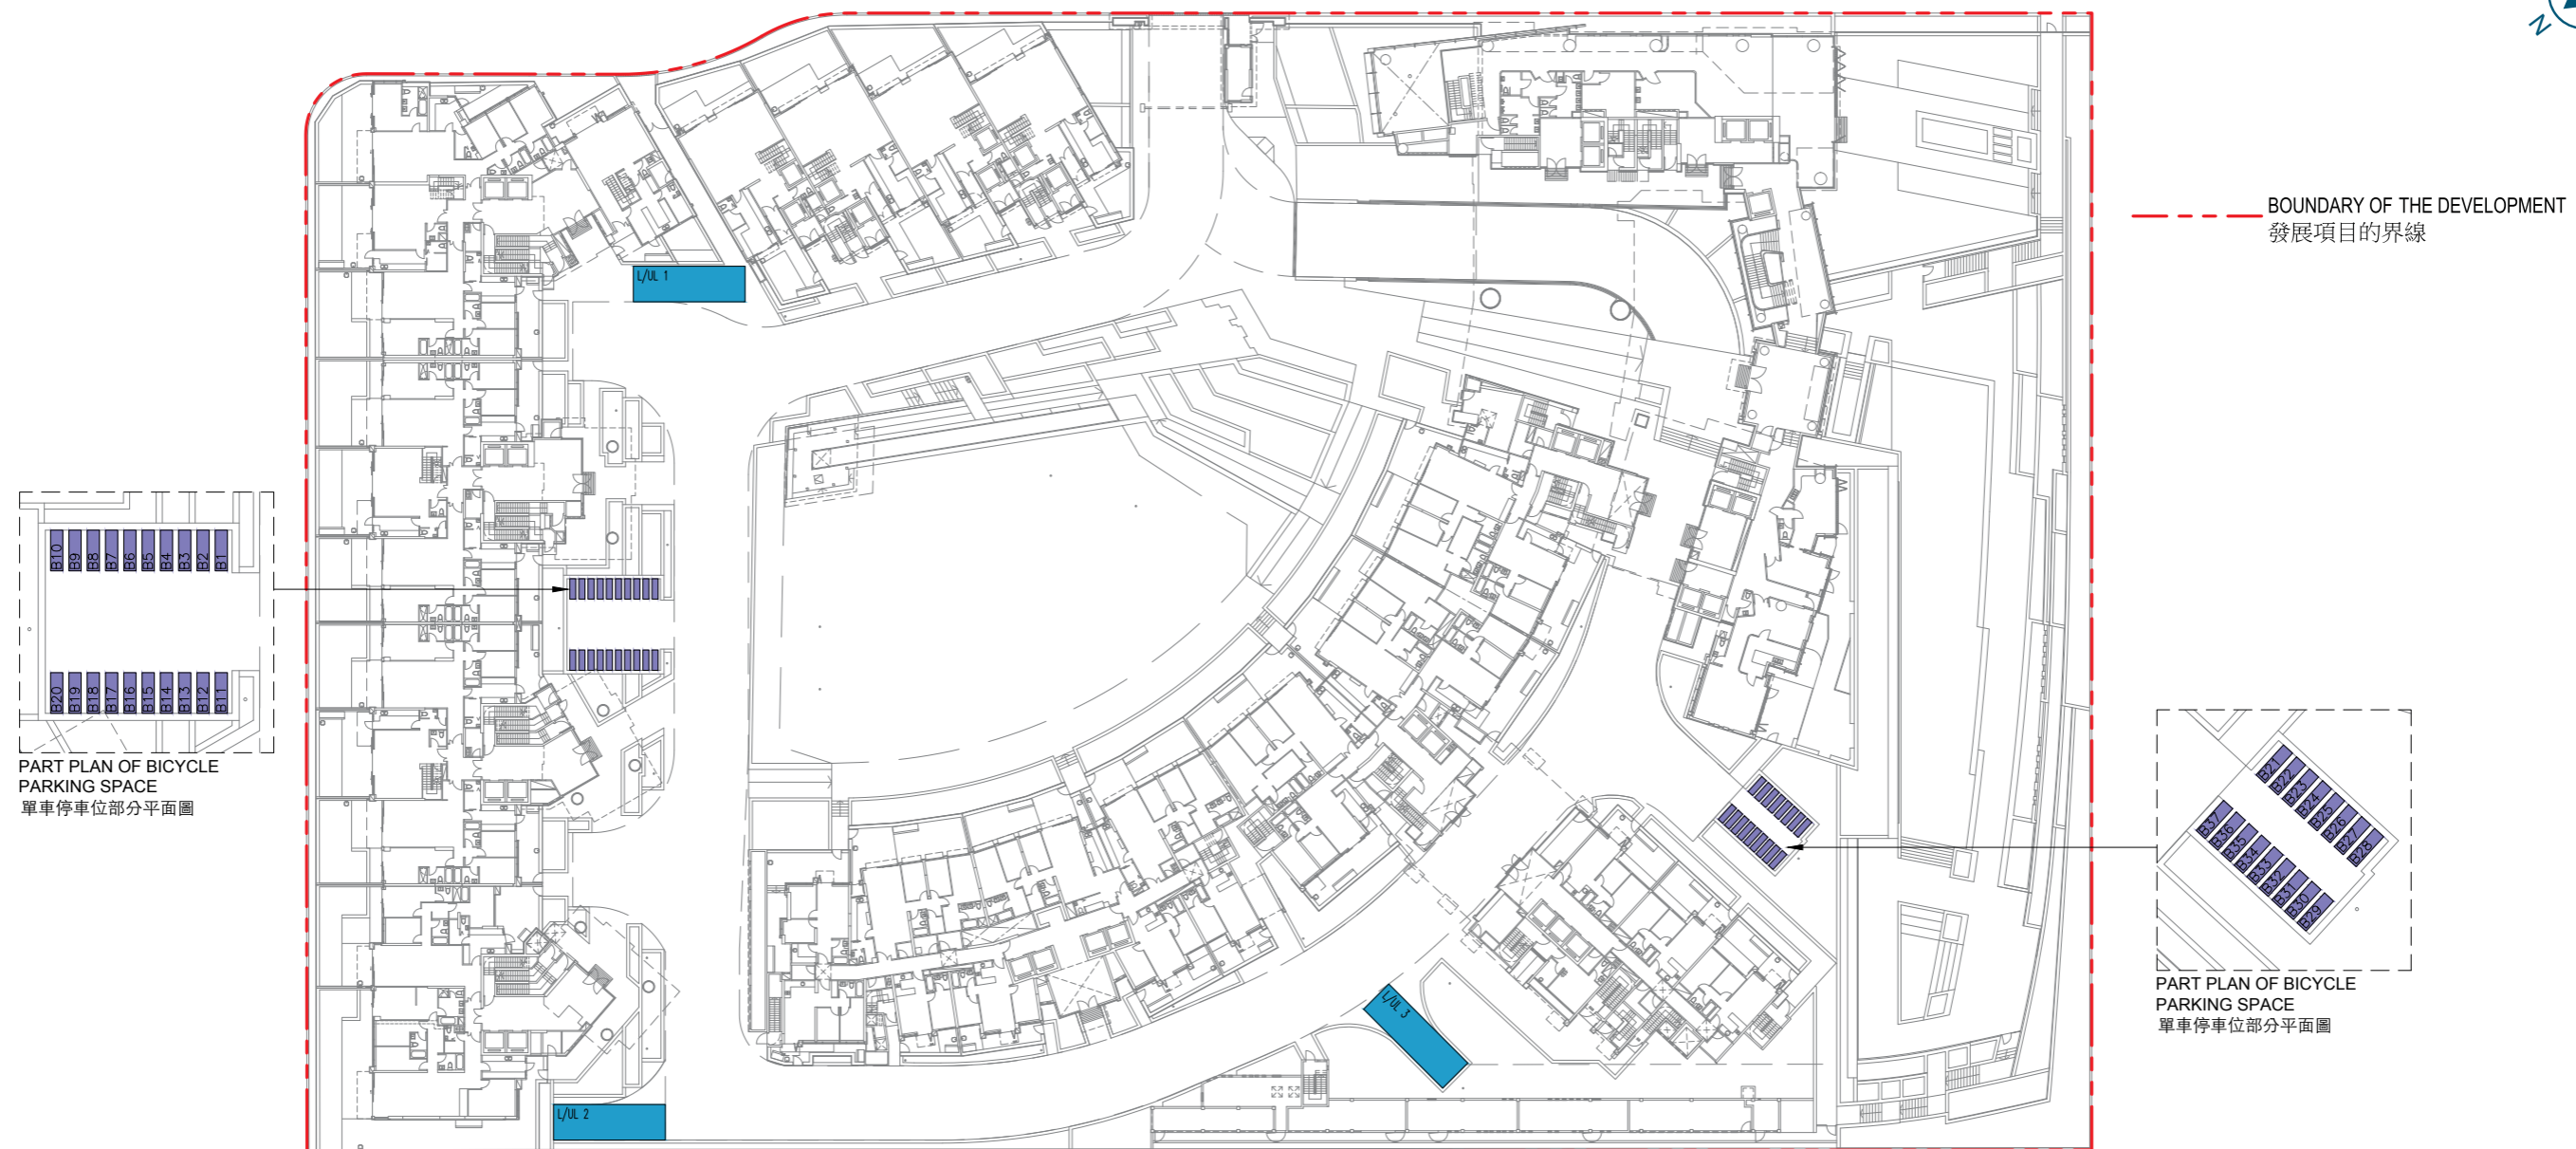 N
BOUNDARY OF THE DEVELOPMENT
發展項目的界線
L/UL 1
B10 B9 B8 B7 B6 B5 B4 B3 B2 B1
B20 B19 B18 B17 B16 B15 B14 B13 B12 B11
PART PLAN OF BICYCLE
PARKING SPACE
單車停車位部分平面圖
B21 B22 B23 B24 B25 B26 B27 B28
B37 B36 B35 B34 B33 B32 B31 B30 B29
PART PLAN OF BICYCLE
PARKING SPACE
單車停車位部分平面圖
L/UL 3
L/UL 2